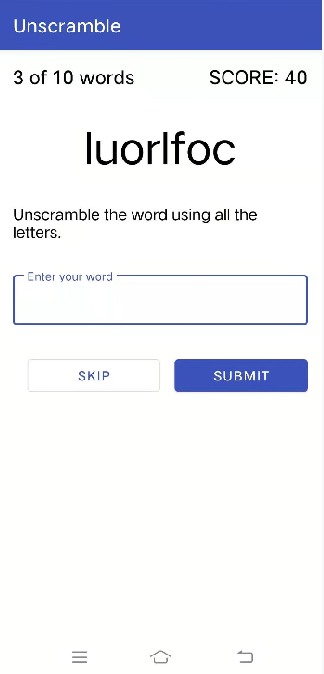 Unscramble
3 of 10 words SCORE: 40
luorlfoc
Unscramble the word using all the
letters.
Enter your word
SKIP SUBMIT